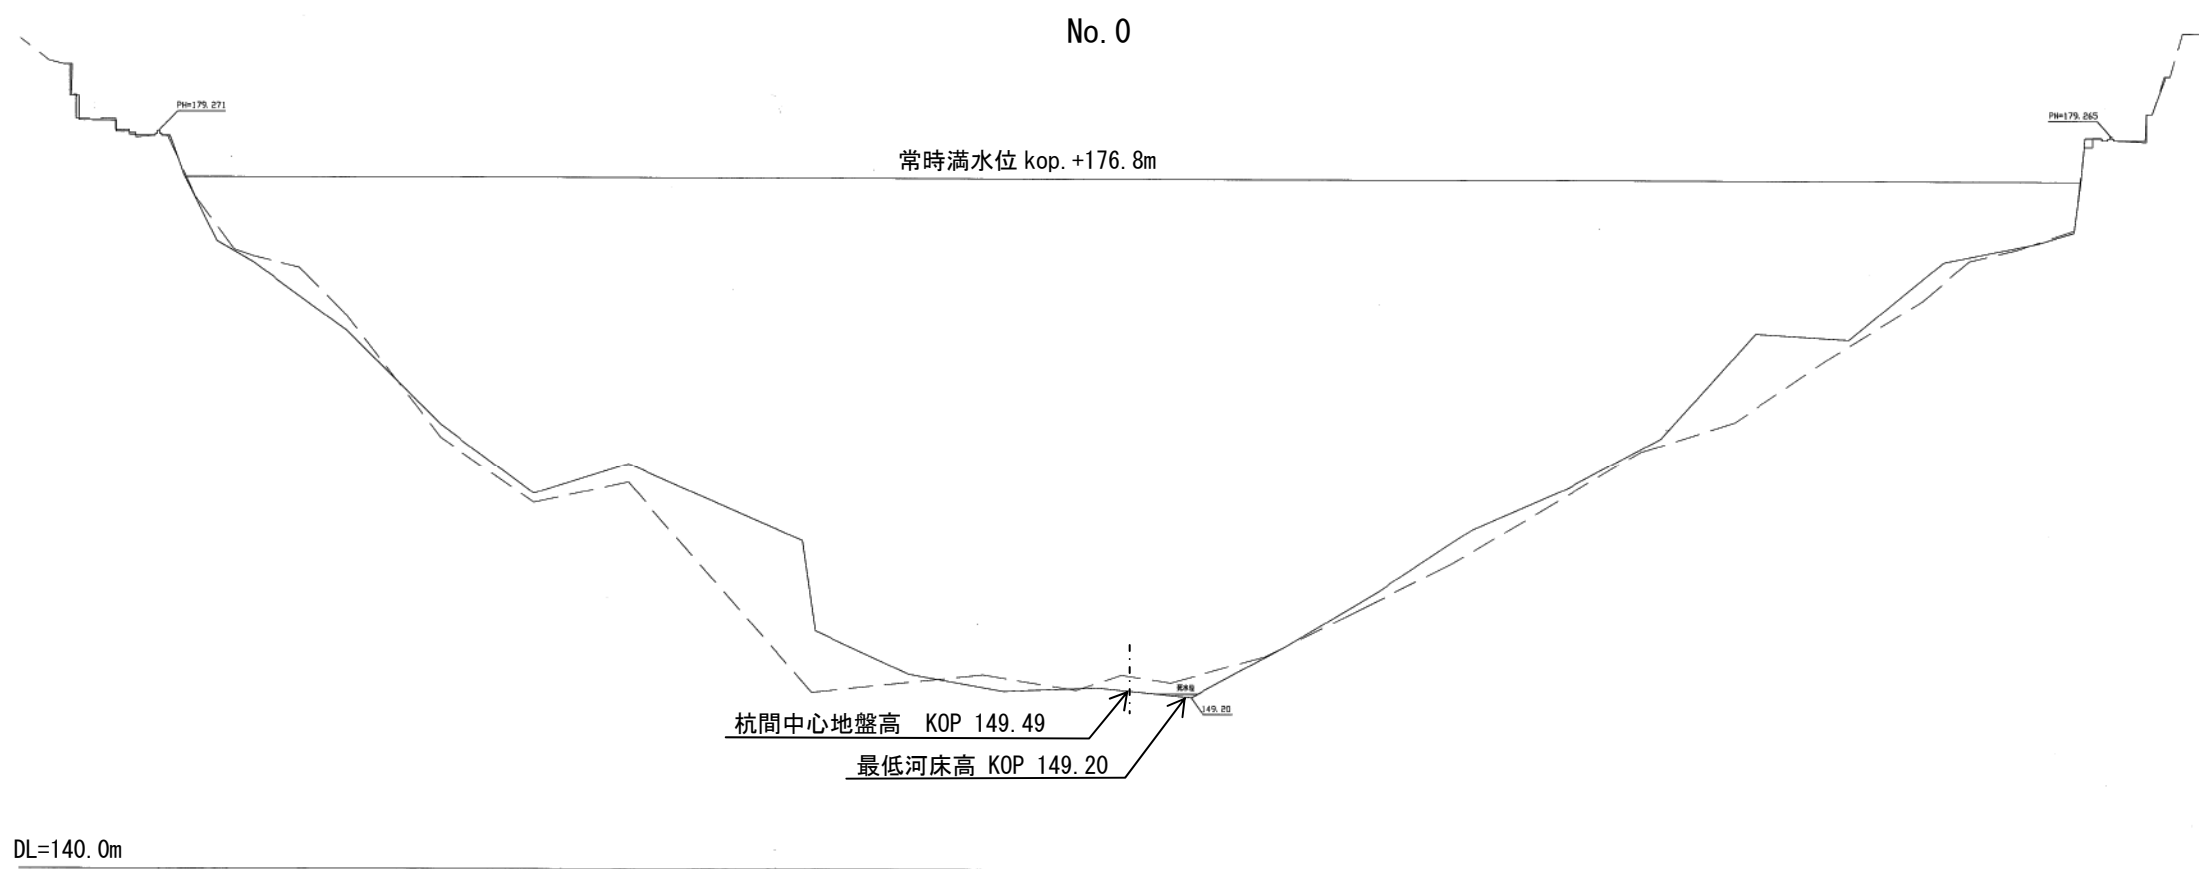 No.0
PH=179.271
PH=179.265
常時満水位 kop.+176.8m
149.20
杭間中心地盤高 KOP 149.49
最低河床高 KOP 149.20
DL=140.0m